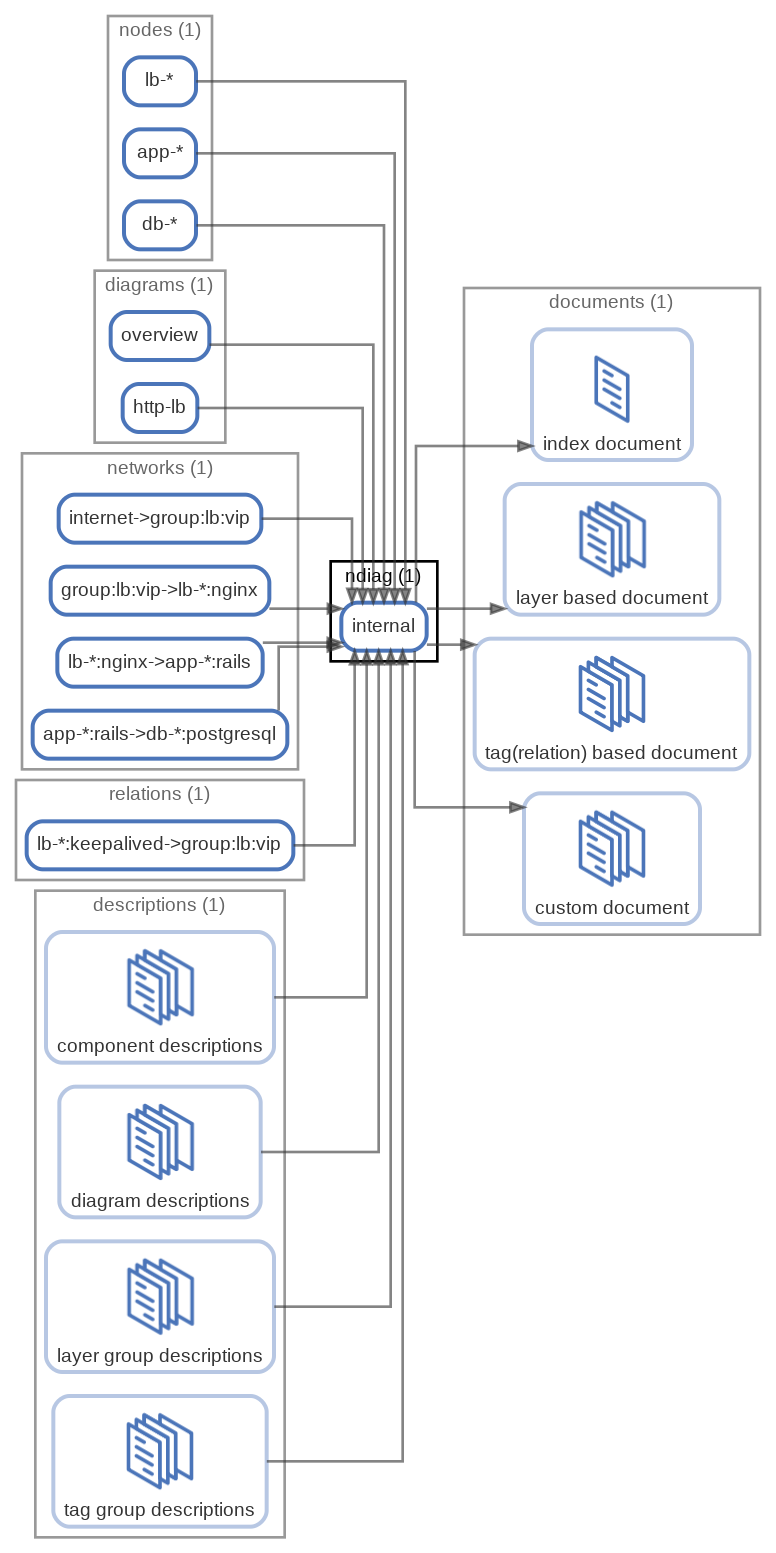 nodes (1)
lb-*
app-*
db-*
diagrams (1)
overview
http-lb
networks (1)
internet->group:lb:vip
group:lb:vip->lb-*:nginx
lb-*:nginx->app-*:rails
app-*:rails->db-*:postgresql
relations (1)
lb-*:keepalived->group:lb:vip
descriptions (1)
component descriptions
diagram descriptions
layer group descriptions
tag group descriptions
ndiag (1)
internal
documents (1)
index document
layer based document
tag(relation) based document
custom document